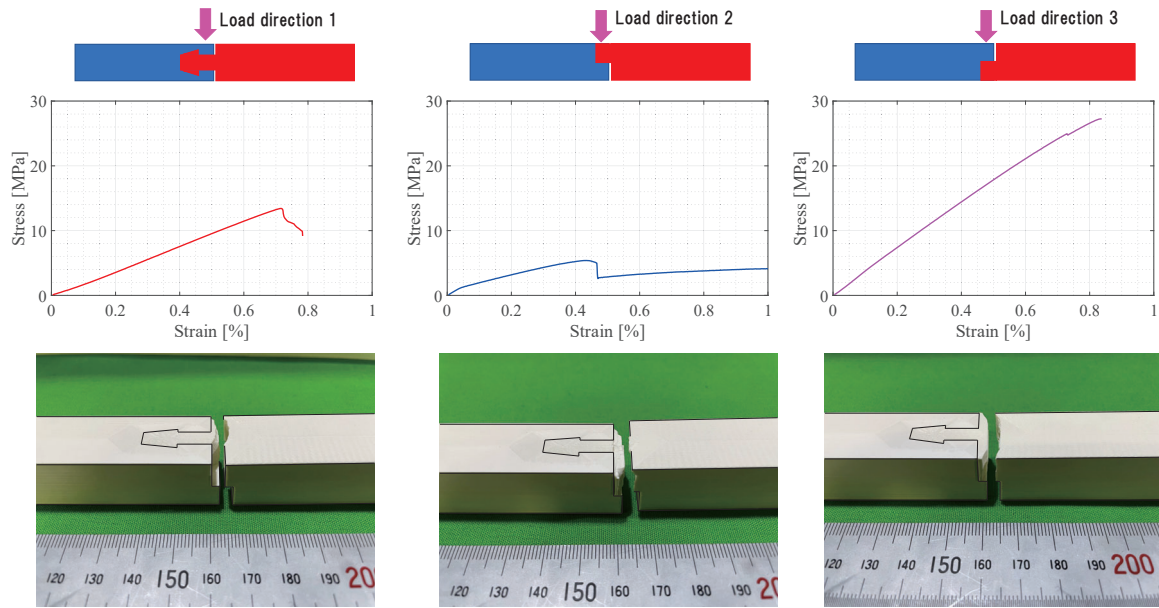 Load direction 1
Load direction 2
Load direction 3
30
20
10
0
Stress [MPa]
0 0.2 0.4 0.6 0.8 1
Strain [%]
30
20
10
0
Stress [MPa]
0 0.2 0.4 0.6 0.8 1
Strain [%]
30
20
10
0
Stress [MPa]
0 0.2 0.4 0.6 0.8 1
Strain [%]
120 130 140 150 160 170 180 190 20
120 130 140 150 160 170 180 190 2
120 130 140 150 160 170 180 190 200